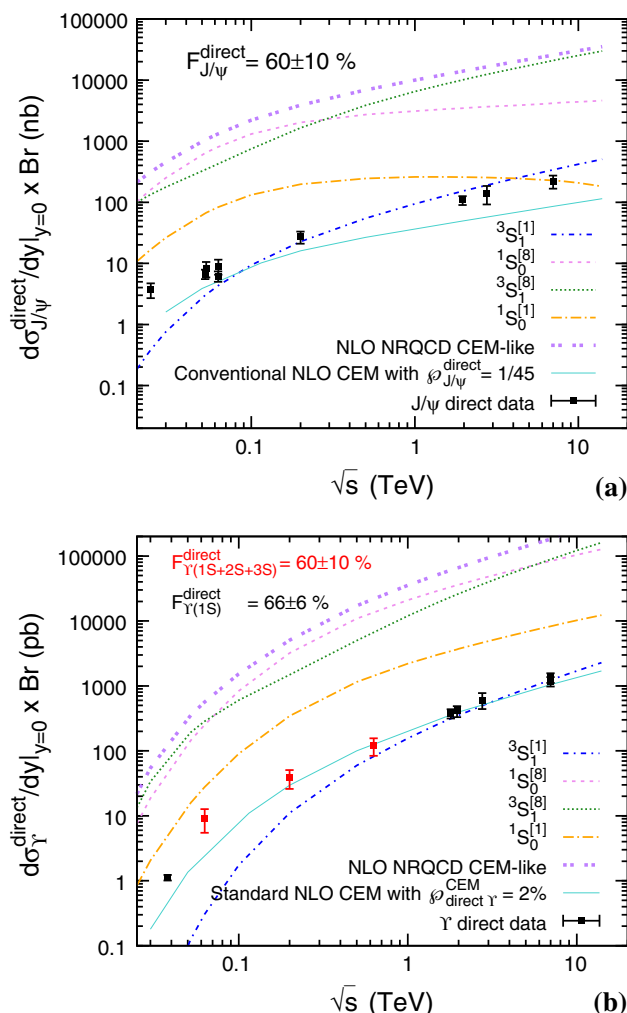 dσ^direct_J/ψ/dy|y=0 x Br (nb)
100000
10000
1000
100
10
1
0.1
F^direct_J/ψ = 60±10 %
³S₁^[1]
¹S₀^[8]
³S₁^[8]
¹S₀^[1]
NLO NRQCD CEM-like
Conventional NLO CEM with ℘^direct_J/ψ = 1/45
J/ψ direct data
0.1 1 10
√s (TeV)
(a)
dσ^direct_ϒ/dy|y=0 x Br (pb)
100000
10000
1000
100
10
1
0.1
F^direct_ϒ(1S+2S+3S) = 60±10 %
F^direct_ϒ(1S) = 66±6 %
³S₁^[1]
¹S₀^[8]
³S₁^[8]
¹S₀^[1]
NLO NRQCD CEM-like
Standard NLO CEM with ℘^CEM_direct ϒ = 2%
ϒ direct data
0.1 1 10
√s (TeV)
(b)